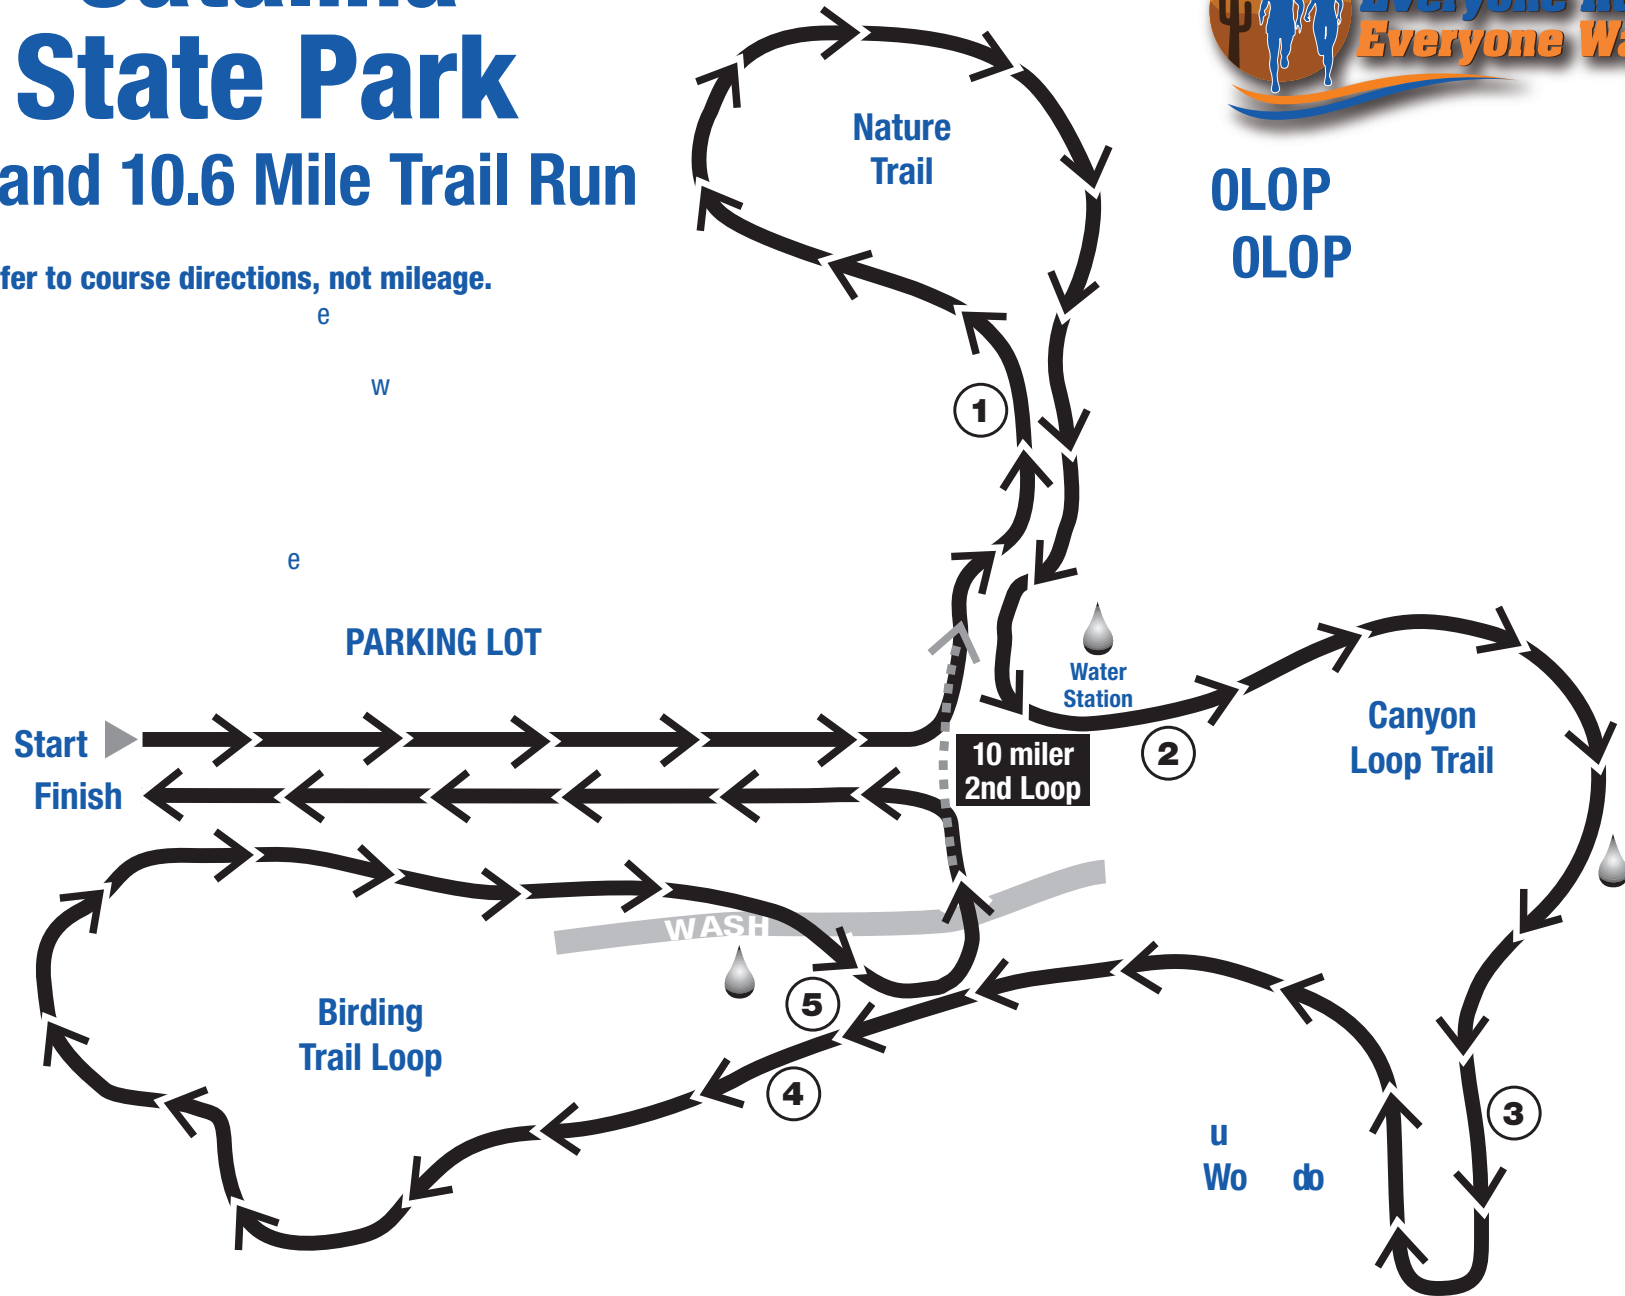 State Park
and 10.6 Mile Trail Run
fer to course directions, not mileage.
e
w
e
Everyone
Everyone
OLOP
OLOP
Nature
Trail
1
PARKING LOT
Water
Station
Start
Finish
10 miler
2nd Loop
2
Canyon
Loop Trail
WASH
5
Birding
Trail Loop
4
3
u
Wo do